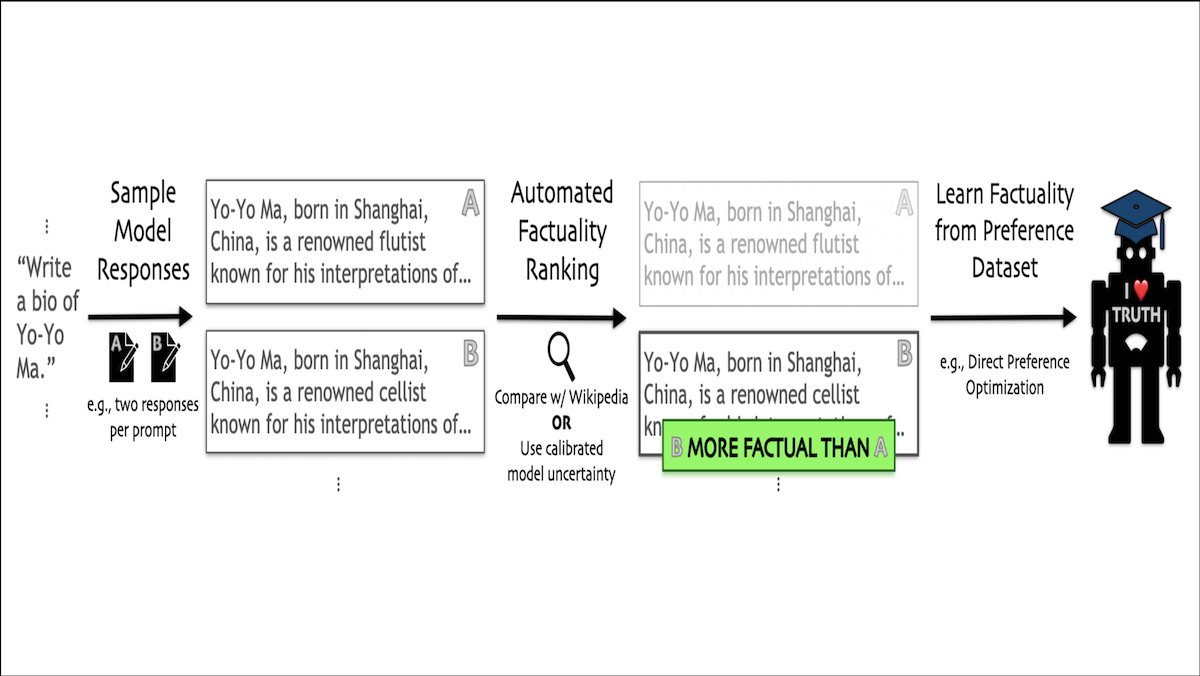 “Write
a bio of
Yo-Yo
Ma.”
Sample
Model
Responses
A
B
e.g., two responses
per prompt
A
Yo-Yo Ma, born in Shanghai,
China, is a renowned flutist
known for his interpretations of...
B
Yo-Yo Ma, born in Shanghai,
China, is a renowned cellist
known for his interpretations of...
Automated
Factuality
Ranking
Compare w/ Wikipedia
OR
Use calibrated
model uncertainty
A
Yo-Yo Ma, born in Shanghai,
China, is a renowned flutist
known for his interpretations of...
B
Yo-Yo Ma, born in Shanghai,
China, is a renowned cellist
B MORE FACTUAL THAN A
Learn Factuality
from Preference
Dataset
e.g., Direct Preference
Optimization
I ❤
TRUTH